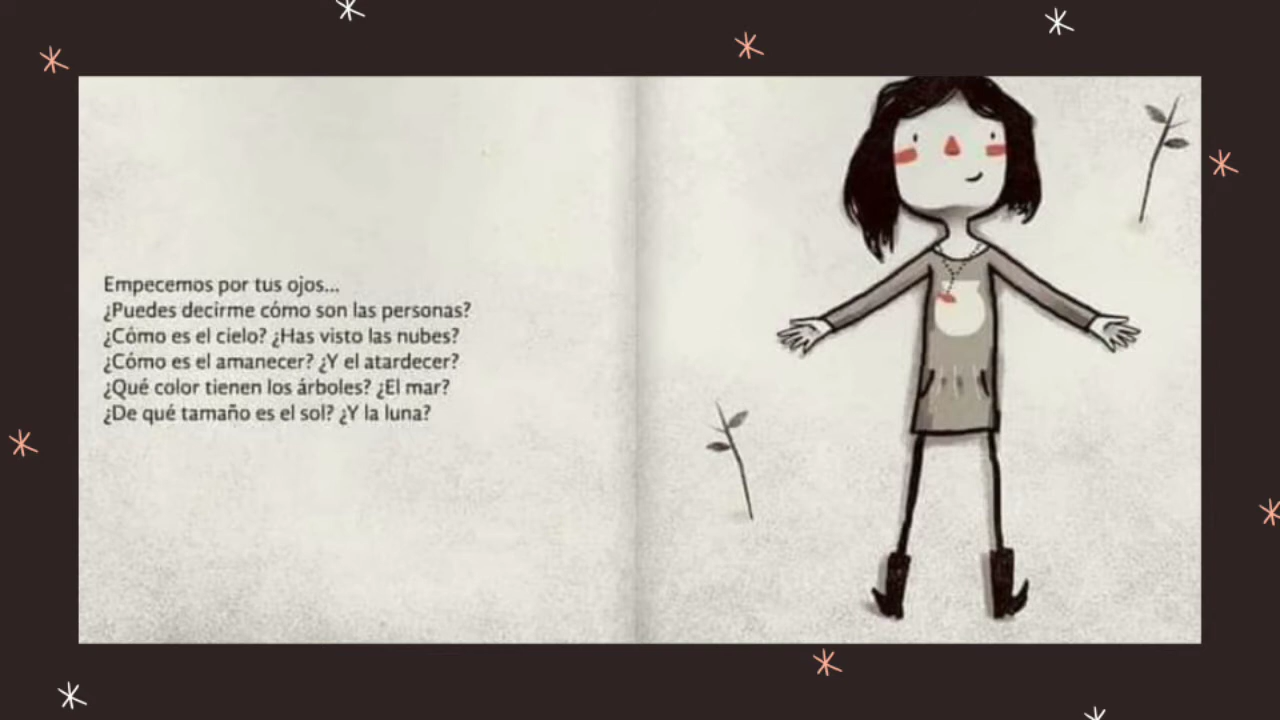 Empecemos por tus ojos...
¿Puedes decirme cómo son las personas?
¿Cómo es el cielo? ¿Has visto las nubes?
¿Cómo es el amanecer? ¿Y el atardecer?
¿Qué color tienen los árboles? ¿El mar?
¿De qué tamaño es el sol? ¿Y la luna?